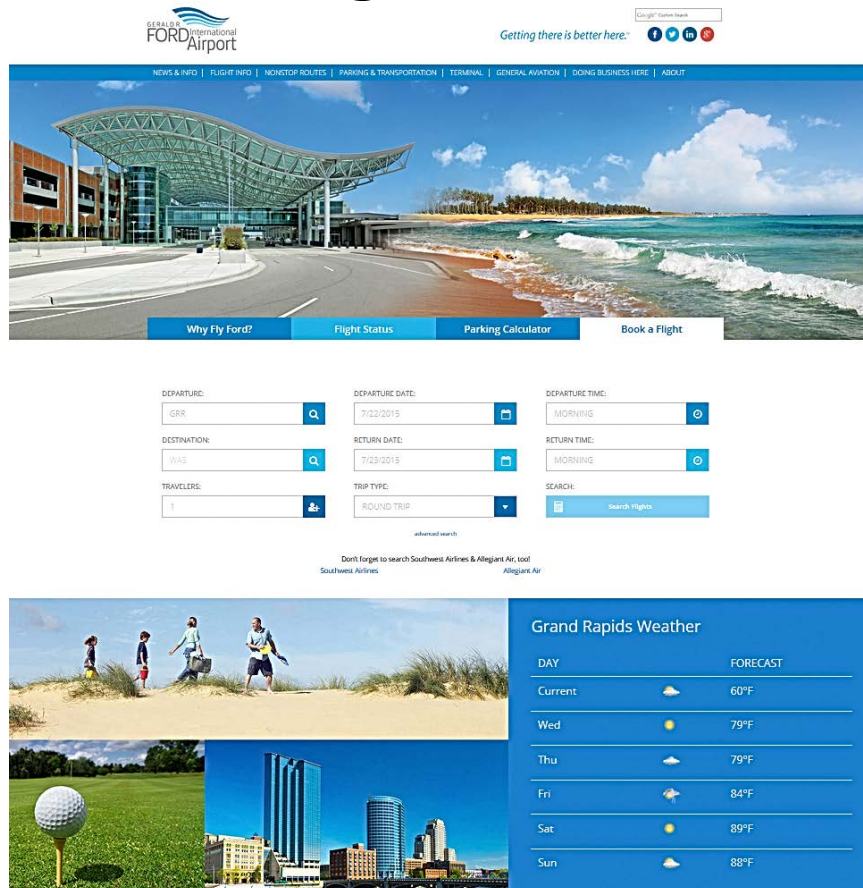 GERALD R.
FORD International
Airport
Google™ Custom Search
Getting there is better here.™
NEWS & INFO | FLIGHT INFO | NONSTOP ROUTES | PARKING & TRANSPORTATION | TERMINAL | GENERAL AVIATION | DOING BUSINESS HERE | ABOUT
Why Fly Ford? Flight Status Parking Calculator Book a Flight
DEPARTURE: DEPARTURE DATE: DEPARTURE TIME:
GRR 7/22/2015 MORNING
DESTINATION: RETURN DATE: RETURN TIME:
WAS 7/23/2015 MORNING
TRAVELERS: TRIP TYPE: SEARCH:
1 ROUND TRIP Search Flights
advanced search
Don't forget to search Southwest Airlines & Allegiant Air, too!
Southwest Airlines Allegiant Air
Grand Rapids Weather
DAY FORECAST
Current 60°F
Wed 79°F
Thu 79°F
Fri 84°F
Sat 89°F
Sun 88°F